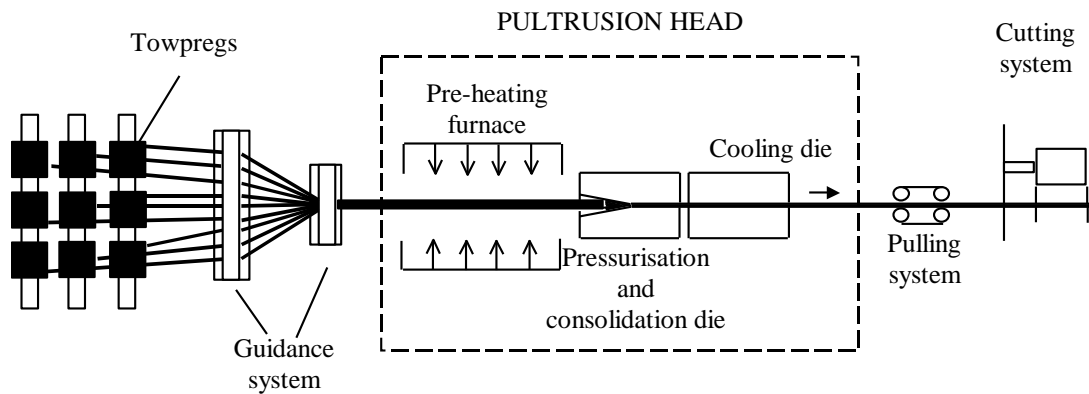 PULTRUSION HEAD
Towpregs
Cutting
system
Pre-heating
furnace
Cooling die
Pressurisation
and
consolidation die
Pulling
system
Guidance
system